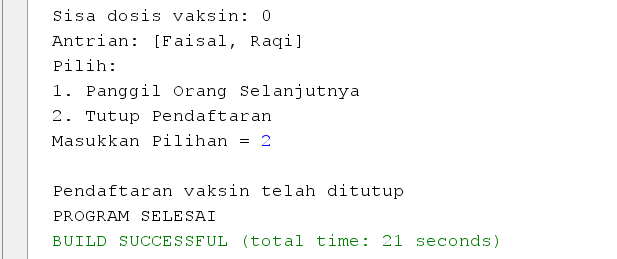 Sisa dosis vaksin: 0
Antrian: [Faisal, Raqi]
Pilih:
1. Panggil Orang Selanjutnya
2. Tutup Pendaftaran
Masukkan Pilihan = 2
Pendaftaran vaksin telah ditutup
PROGRAM SELESAI
BUILD SUCCESSFUL (total time: 21 seconds)